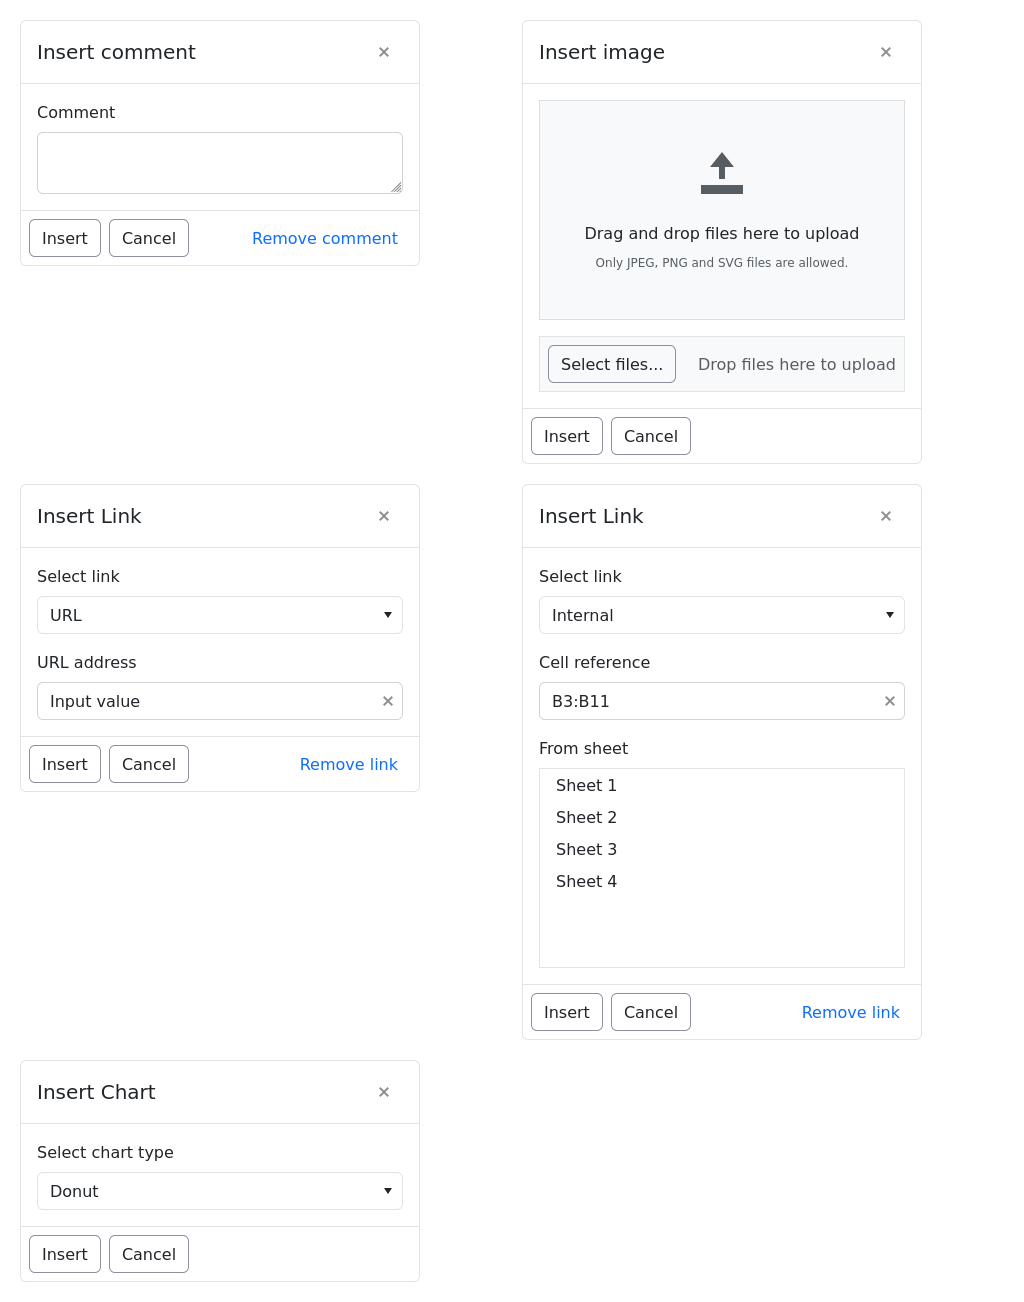 Insert comment
Comment
Insert Cancel Remove comment
Insert image
Drag and drop files here to upload
Only JPEG, PNG and SVG files are allowed.
Select files... Drop files here to upload
Insert Cancel
Insert Link
Select link
URL
URL address
Input value
Insert Cancel Remove link
Insert Link
Select link
Internal
Cell reference
B3:B11
From sheet
Sheet 1
Sheet 2
Sheet 3
Sheet 4
Insert Cancel Remove link
Insert Chart
Select chart type
Donut
Insert Cancel